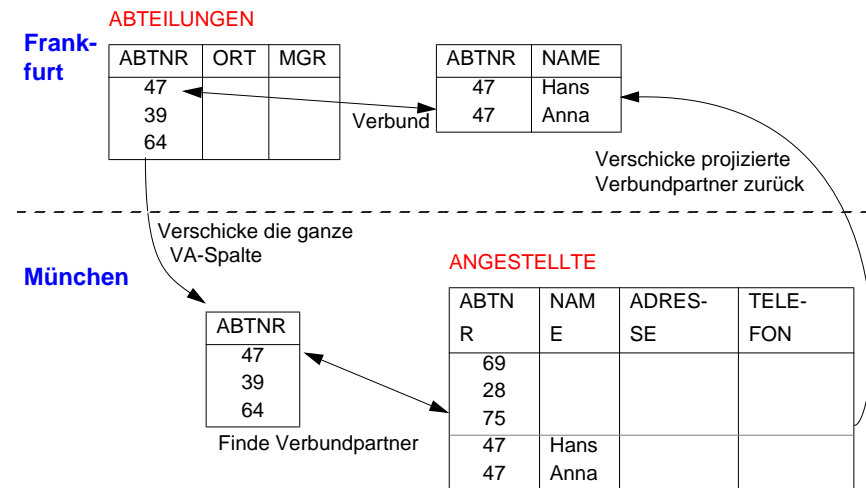 ABTEILUNGEN
Frank-
furt
ABTNR ORT MGR
47
39
64
ABTNR NAME
47 Hans
47 Anna
Verbund
Verschicke projizierte
Verbundpartner zurück
Verschicke die ganze
VA-Spalte
München
ANGESTELLTE
ABTNR
47
39
64
Finde Verbundpartner
ABTN NAM ADRES- TELE-
R E SSE FON
69
28
75
47 Hans
47 Anna